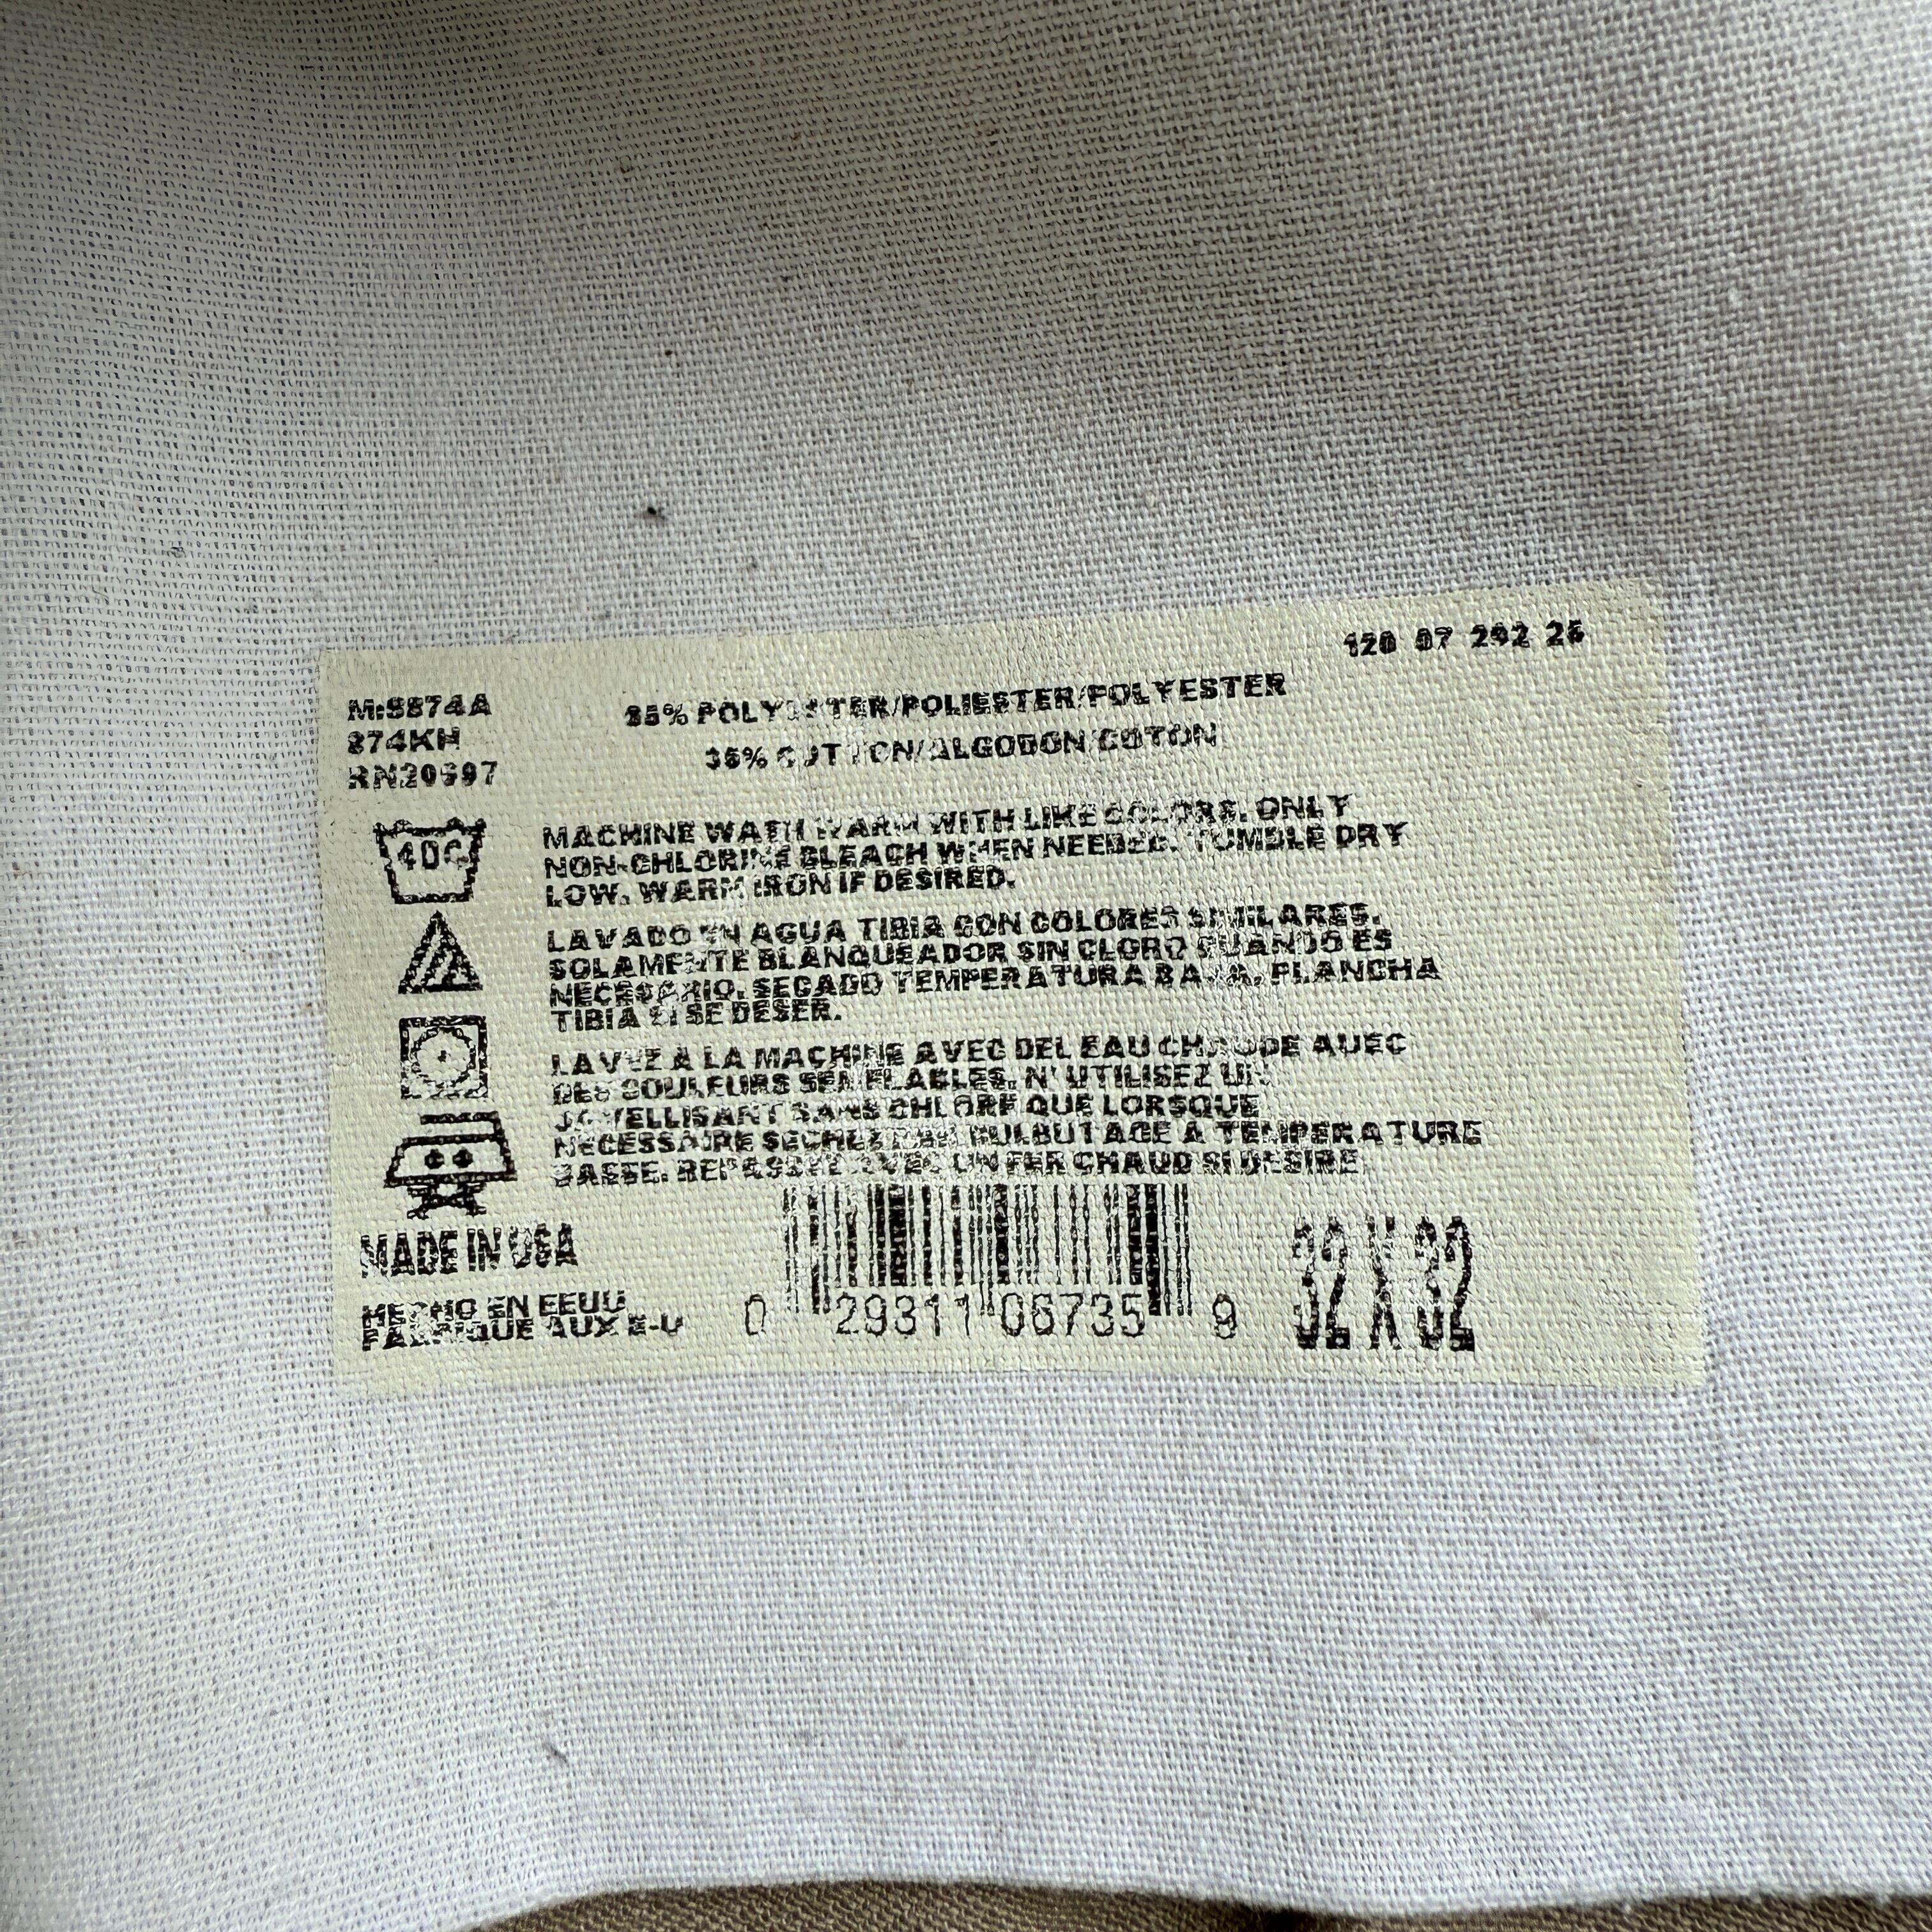 120 07 292 26
M:S874A
874KH
RN20697
35% POLYESTER/POLIESTER/POLYESTER
35% COTTON/ALGODON/COTON
40C
MACHINE WASH WARM WITH LIKE COLORS. ONLY
NON-CHLORINE BLEACH WHEN NEEDED. TUMBLE DRY
LOW. WARM IRON IF DESIRED.
LAVADO EN AGUA TIBIA CON COLORES SIMILARES.
SOLAMENTE BLANQUEADOR SIN CLORO CUANDO ES
NECESARIO. SECADO TEMPERATURA BAJA. PLANCHA
TIBIA SI SE DESER.
LAVEZ A LA MACHINE AVEC DEL EAU CHAUDE AUEC
DES COULEURS SEMBLABLES. N' UTILISEZ UN
JAVELLISANT SANS CHLORE QUE LORSQUE
NECESSAIRE SECHEZ PAR CULBUTAGE A TEMPERATURE
BASSE. REPASSEZ AVEC UN FER CHAUD SI DESIRE
MADE IN USA
HECHO EN EEUU
FABRIQUE AUX E-U
0 29311 06735 9
32 X 32